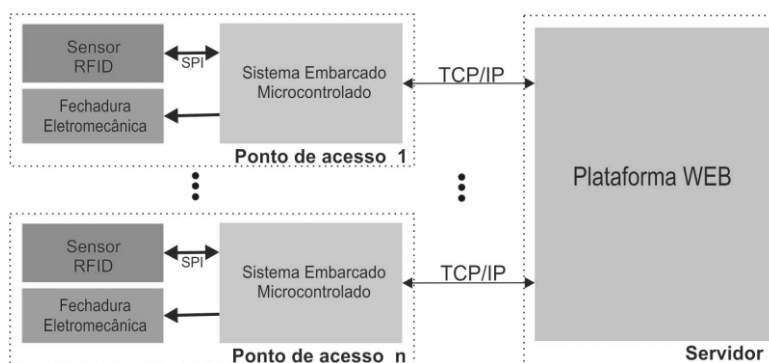 Sensor
RFID
SPI
Fechadura
Eletromecânica
Sistema Embarcado
Microcontrolado
Ponto de acesso 1
TCP/IP
Sensor
RFID
SPI
Fechadura
Eletromecânica
Sistema Embarcado
Microcontrolado
Ponto de acesso n
TCP/IP
Plataforma WEB
Servidor